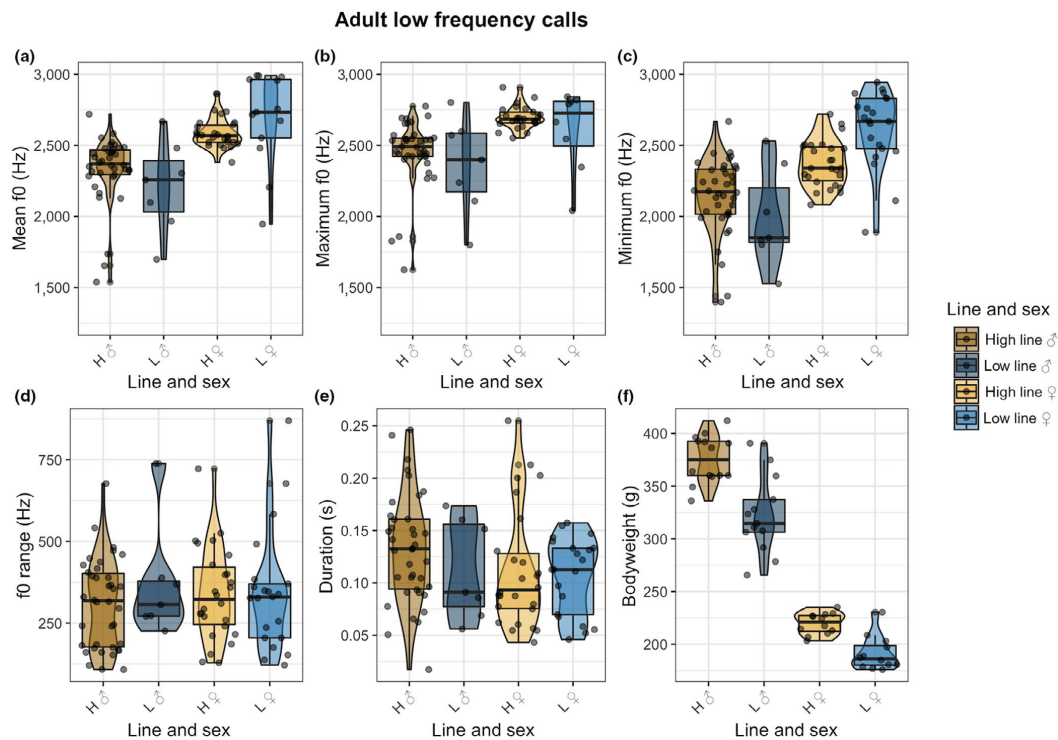 Adult low frequency calls
(a)
Mean f0 (Hz)
3,000
2,500
2,000
1,500
H ♂
L ♂
H ♀
L ♀
Line and sex
(b)
Maximum f0 (Hz)
3,000
2,500
2,000
1,500
H ♂
L ♂
H ♀
L ♀
Line and sex
(c)
Minimum f0 (Hz)
3,000
2,500
2,000
1,500
H ♂
L ♂
H ♀
L ♀
Line and sex
(d)
f0 range (Hz)
750
500
250
H ♂
L ♂
H ♀
L ♀
Line and sex
(e)
Duration (s)
0.25
0.20
0.15
0.10
0.05
H ♂
L ♂
H ♀
L ♀
Line and sex
(f)
Bodyweight (g)
400
350
300
250
200
H ♂
L ♂
H ♀
L ♀
Line and sex
Line and sex
High line ♂
Low line ♂
High line ♀
Low line ♀